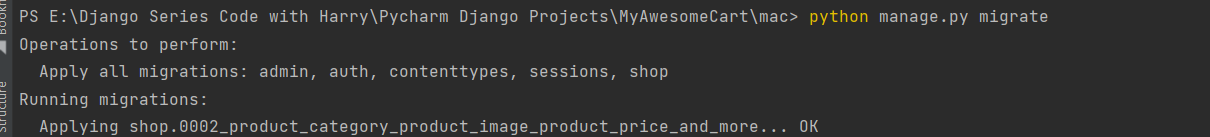 PS E:\Django Series Code with Harry\Pycharm Django Projects\MyAwesomeCart\mac> python manage.py migrate
Operations to perform:
  Apply all migrations: admin, auth, contenttypes, sessions, shop
Running migrations:
  Applying shop.0002_product_category_product_image_product_price_and_more... OK
Structure